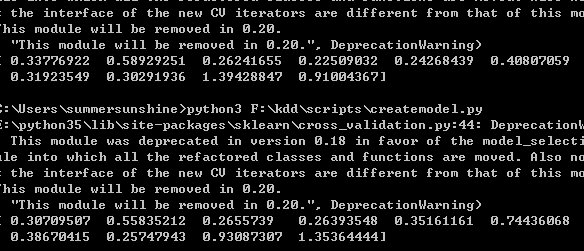 t the interface of the new CV iterators are different from that of this mo
This module will be removed in 0.20.
"This module will be removed in 0.20.", DeprecationWarning)
[ 0.33776922 0.58929251 0.26241655 0.22509032 0.24268439 0.40807059
0.31923549 0.30291936 1.39428847 0.91004367]
C:\Users\summersunshine>python3 F:\kdd\scripts\createmodel.py
E:\python35\lib\site-packages\sklearn\cross_validation.py:44: DeprecationW
This module was deprecated in version 0.18 in favor of the model_selecti
ule into which all the refactored classes and functions are moved. Also no
t the interface of the new CV iterators are different from that of this mo
This module will be removed in 0.20.
"This module will be removed in 0.20.", DeprecationWarning)
[ 0.30709507 0.55835212 0.2655739 0.26393548 0.35161161 0.74436068
0.38670415 0.25747943 0.93087307 1.35364444]